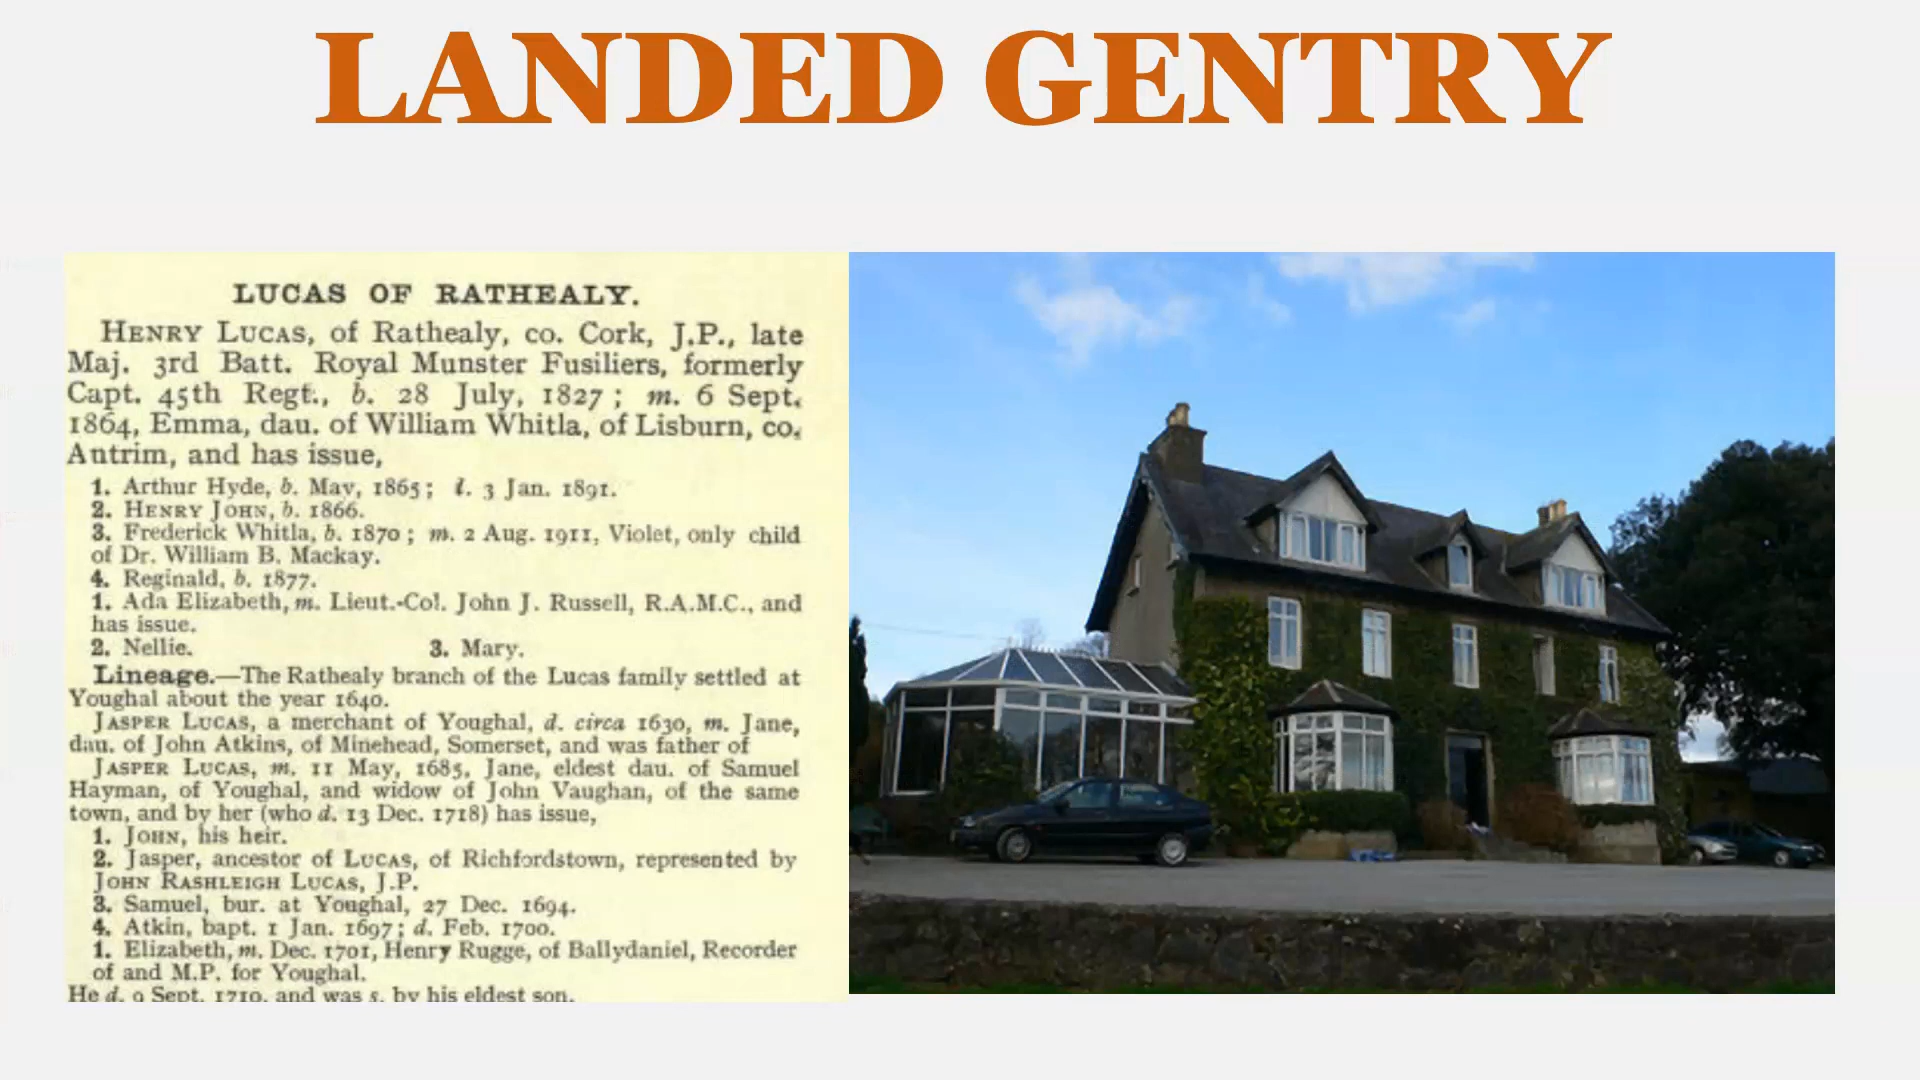 LANDED GENTRY
LUCAS OF RATHEALY.
HENRY LUCAS, of Rathealy, co. Cork, J.P., late
Maj. 3rd Batt. Royal Munster Fusiliers, formerly
Capt. 45th Regt., b. 28 July, 1827 ; m. 6 Sept.
1864, Emma, dau. of William Whitla, of Lisburn, co.
Antrim, and has issue,
1. Arthur Hyde, b. May, 1865 ; d. 3 Jan. 1891.
2. HENRY JOHN, b. 1866.
3. Frederick Whitla, b. 1870 ; m. 2 Aug. 1911, Violet, only child
of Dr. William B. Mackay.
4. Reginald, b. 1877.
1. Ada Elizabeth, m. Lieut.-Col. John J. Russell, R.A.M.C., and
has issue.
2. Nellie. 3. Mary.
Lineage.—The Rathealy branch of the Lucas family settled at
Youghal about the year 1640.
JASPER LUCAS, a merchant of Youghal, d. circa 1630, m. Jane,
dau. of John Atkins, of Minehead, Somerset, and was father of
JASPER LUCAS, m. 11 May, 1685, Jane, eldest dau. of Samuel
Hayman, of Youghal, and widow of John Vaughan, of the same
town, and by her (who d. 13 Dec. 1718) has issue,
1. JOHN, his heir.
2. Jasper, ancestor of LUCAS, of Richfordstown, represented by
JOHN RASHLEIGH LUCAS, J.P.
3. Samuel, bur. at Youghal, 27 Dec. 1694.
4. Atkin, bapt. 1 Jan. 1697 ; d. Feb. 1700.
1. Elizabeth, m. Dec. 1701, Henry Rugge, of Ballydaniel, Recorder
of and M.P. for Youghal.
He d. 9 Sept. 1710, and was s. by his eldest son,